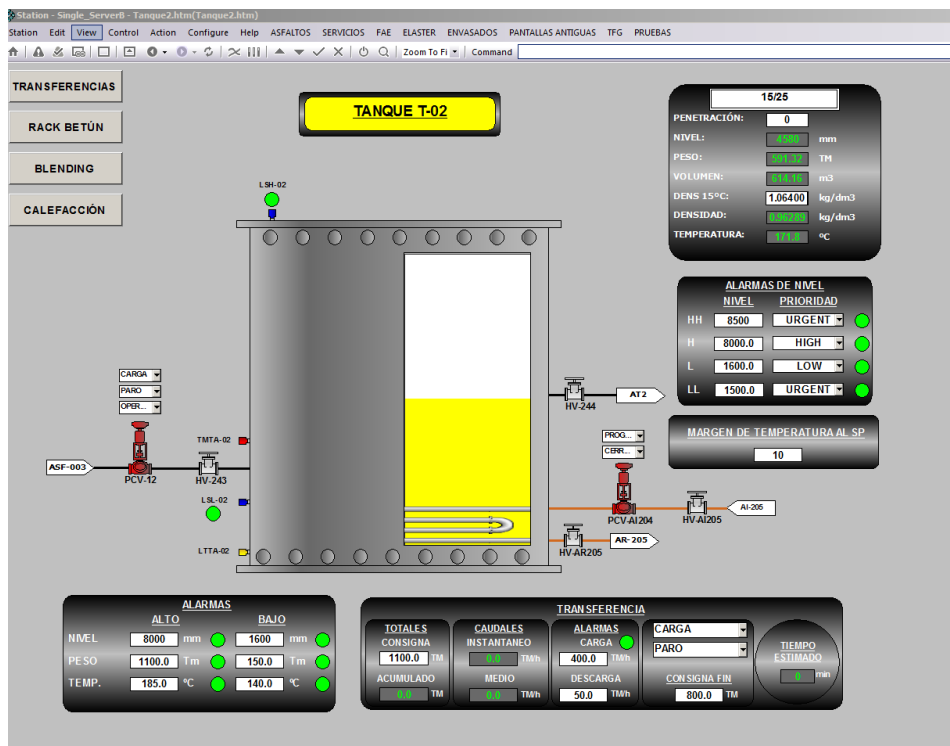 Station - Single_Server6 - Tanque2.htm(Tanque2.htm)
Station Edit View Control Action Configure Help ASFALTOS SERVICIOS FAE ELASTER ENVASADOS PANTALLAS ANTIGUAS TFG PRUEBAS
Zoom To Fi Command
TRANSFERENCIAS
RACK BETÚN
BLENDING
CALEFACCIÓN
TANQUE T-02
15/25
PENETRACIÓN: 0
NIVEL: 4580 mm
PESO: 591.32 TM
VOLUMEN: 614.16 m3
DENS 15ºC: 1.06400 kg/dm3
DENSIDAD: 0.96289 kg/dm3
TEMPERATURA: 171.8 ºC
LSH-02
ALARMAS DE NIVEL
NIVEL PRIORIDAD
HH 8500 URGENT
H 8000.0 HIGH
L 1600.0 LOW
LL 1500.0 URGENT
MARGEN DE TEMPERATURA AL SP
10
CARGA
PARO
OPER...
ASF-003
PCV-12
HV-243
TMTA-02
LSL-02
LTTA-02
HV-244
AT2
PROG...
CERR...
PCV-AI204
HV-AI205
AI-205
HV-AR205
AR-205
ALARMAS
ALTO BAJO
NIVEL 8000 mm 1600 mm
PESO 1100.0 Tm 150.0 Tm
TEMP. 185.0 ºC 140.0 ºC
TRANSFERENCIA
TOTALES
CONSIGNA
1100.0 TM
ACUMULADO
0.0 TM
CAUDALES
INSTANTANEO
0.0 TM/h
MEDIO
0.0 TM/h
ALARMAS
CARGA
400.0 TM/h
DESCARGA
50.0 TM/h
CARGA
PARO
CONSIGNA FIN
800.0 TM
TIEMPO
ESTIMADO
0 min